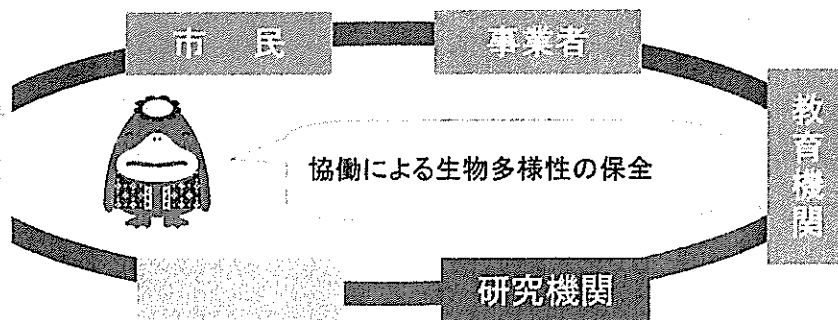 市　民
事業者
教育機関
協働による生物多様性の保全
研究機関